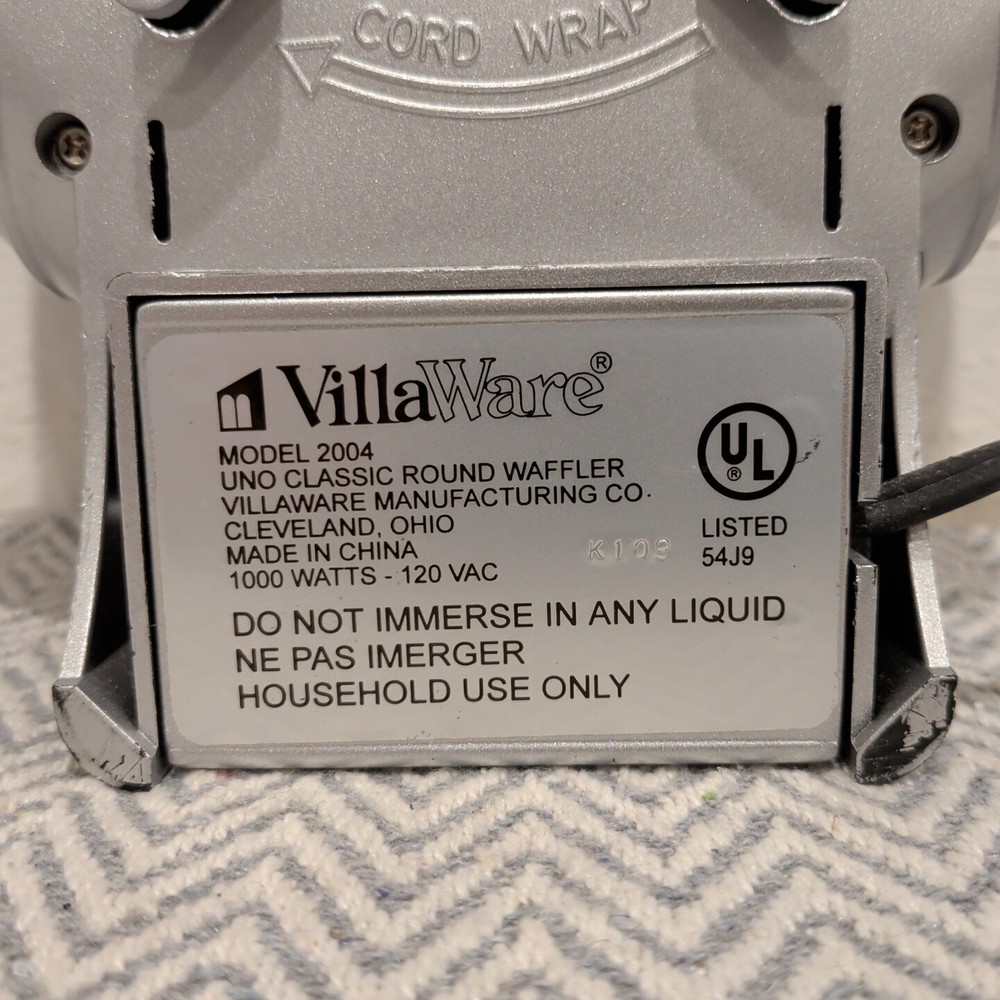 CORD WRAP
VillaWare®
MODEL 2004
UNO CLASSIC ROUND WAFFLER
VILLAWARE MANUFACTURING CO.
CLEVELAND, OHIO
MADE IN CHINA
1000 WATTS - 120 VAC
K109
UL®
LISTED
54J9
DO NOT IMMERSE IN ANY LIQUID
NE PAS IMERGER
HOUSEHOLD USE ONLY